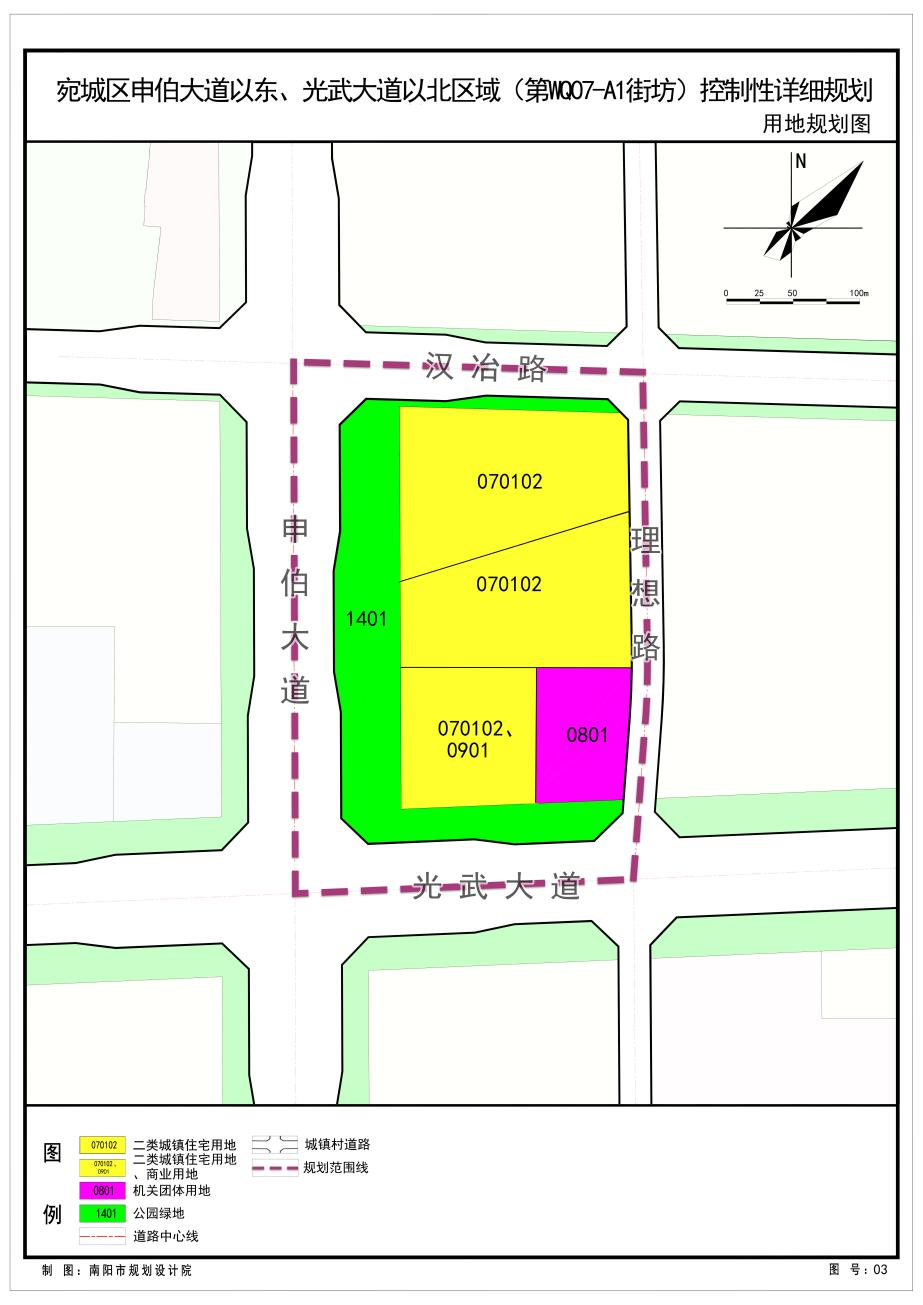 宛城区申伯大道以东、光武大道以北区域（第WQ07-A1街坊）控制性详细规划
用地规划图
N
0 25 50 100m
汉冶路
070102
申伯大道
理想路
070102
1401
070102、
0901
0801
光武大道
图例
070102 二类城镇住宅用地
070102、
0901
二类城镇住宅用地
、商业用地
0801 机关团体用地
1401 公园绿地
道路中心线
城镇村道路
规划范围线
制 图：南阳市规划设计院
图 号：03